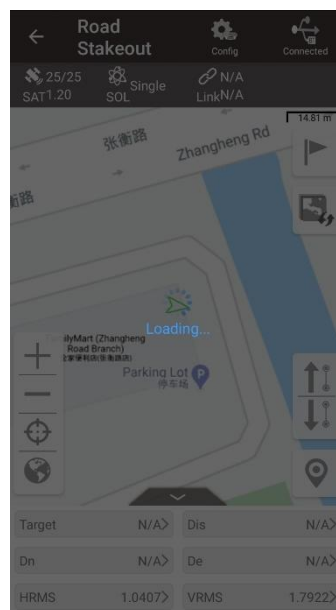 Road
Stakeout
Config
Connected
25/25
SAT1.20
SOL Single
N/A
LinkN/A
14.81 m
张衡路
Zhangheng Rd
路
Loading...
ilyMart (Zhangheng
Road Branch)
Parking Lot
停车场
P
Target N/A>
Dis N/A>
Dn N/A>
De N/A>
HRMS 1.0407>
VRMS 1.7922>